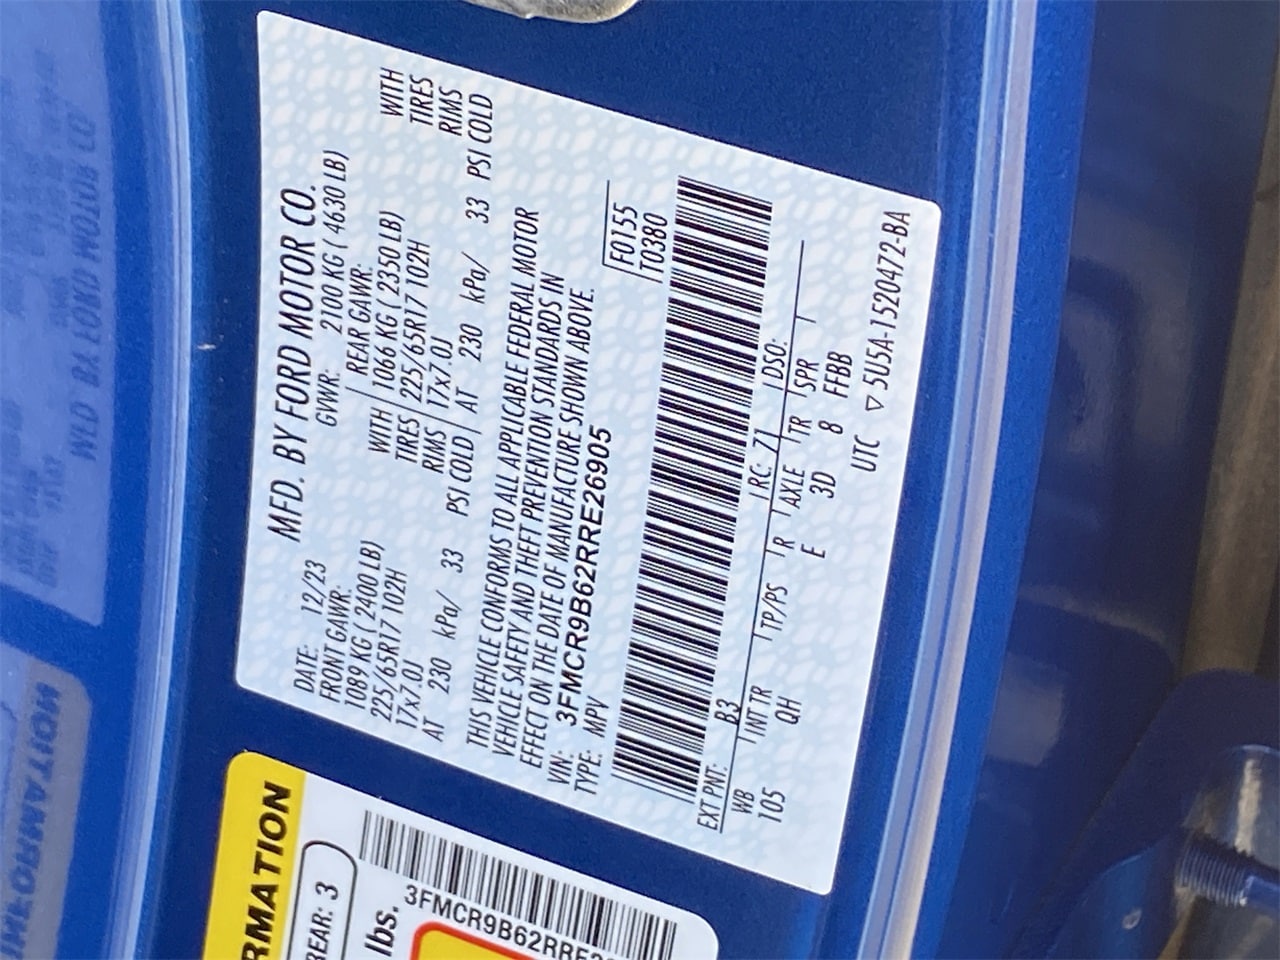 MFD. BY FORD MOTOR CO.
DATE: 12/23 GVWR: 2100 KG ( 4630 LB)
FRONT GAWR: REAR GAWR:
1089 KG ( 2400 LB) WITH 1066 KG ( 2350 LB) WITH
225/65R17 102H TIRES 225/65R17 102H TIRES
17x7.0J RIMS 17x7.0J RIMS
AT 230 kPa/ 33 PSI COLD AT 230 kPa/ 33 PSI COLD
THIS VEHICLE CONFORMS TO ALL APPLICABLE FEDERAL MOTOR
VEHICLE SAFETY AND THEFT PREVENTION STANDARDS IN
EFFECT ON THE DATE OF MANUFACTURE SHOWN ABOVE.
VIN: 3FMCR9B62RRE26905 F0155
TYPE: MPV T0380
EXT PNT: B3 RC: 71 DSO:
WB INT TR TP/PS R AXLE TR SPR
105 QH E 3D 8 FFBB
UTC ▽ 5U5A-1520472-BA
RMATION
REAR: 3
lbs.
3FMCR9B62RRE2